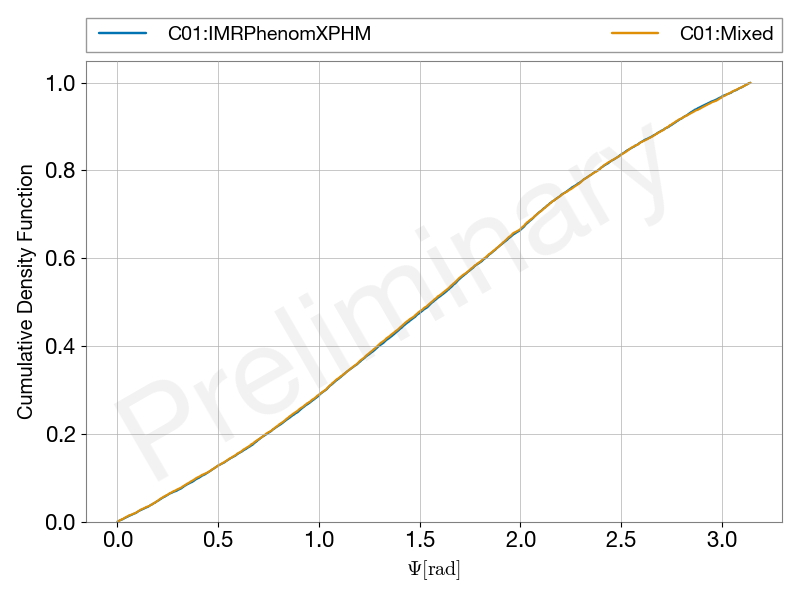 C01:IMRPhenomXPHM C01:Mixed
1.0
0.8
0.6
0.4
0.2
0.0
Cumulative Density Function
Preliminary
0.0 0.5 1.0 1.5 2.0 2.5 3.0
Ψ[rad]